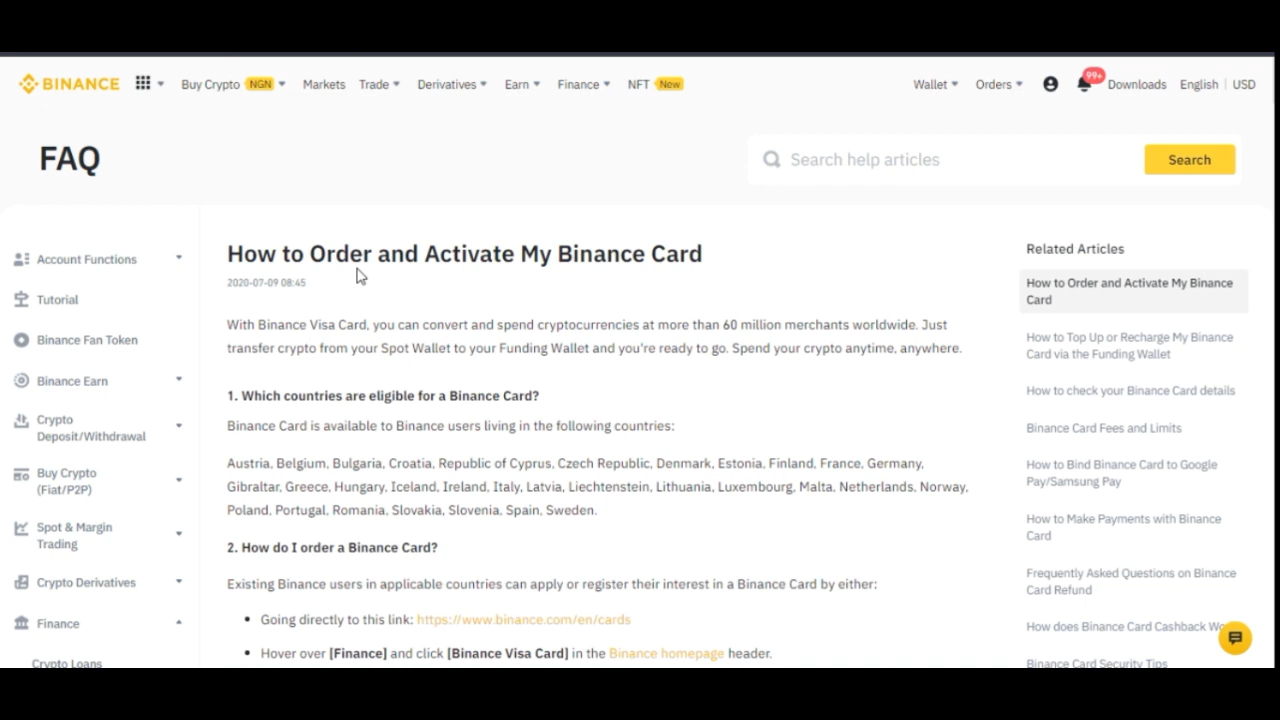 BINANCE
Buy Crypto NGN
Markets
Trade
Derivatives
Earn
Finance
NFT New
Wallet
Orders
99+
Downloads
English | USD
FAQ
Search help articles
Search
Account Functions
Tutorial
Binance Fan Token
Binance Earn
Crypto
Deposit/Withdrawal
Buy Crypto
(Fiat/P2P)
Spot & Margin
Trading
Crypto Derivatives
Finance
Crypto Loans
How to Order and Activate My Binance Card
2020-07-09 08:45
With Binance Visa Card, you can convert and spend cryptocurrencies at more than 60 million merchants worldwide. Just
transfer crypto from your Spot Wallet to your Funding Wallet and you're ready to go. Spend your crypto anytime, anywhere.
1. Which countries are eligible for a Binance Card?
Binance Card is available to Binance users living in the following countries:
Austria, Belgium, Bulgaria, Croatia, Republic of Cyprus, Czech Republic, Denmark, Estonia, Finland, France, Germany,
Gibraltar, Greece, Hungary, Iceland, Ireland, Italy, Latvia, Liechtenstein, Lithuania, Luxembourg, Malta, Netherlands, Norway,
Poland, Portugal, Romania, Slovakia, Slovenia, Spain, Sweden.
2. How do I order a Binance Card?
Existing Binance users in applicable countries can apply or register their interest in a Binance Card by either:
• Going directly to this link: https://www.binance.com/en/cards
• Hover over [Finance] and click [Binance Visa Card] in the Binance homepage header.
Related Articles
How to Order and Activate My Binance
Card
How to Top Up or Recharge My Binance
Card via the Funding Wallet
How to check your Binance Card details
Binance Card Fees and Limits
How to Bind Binance Card to Google
Pay/Samsung Pay
How to Make Payments with Binance
Card
Frequently Asked Questions on Binance
Card Refund
How does Binance Card Cashback
Binance Card Security Tips